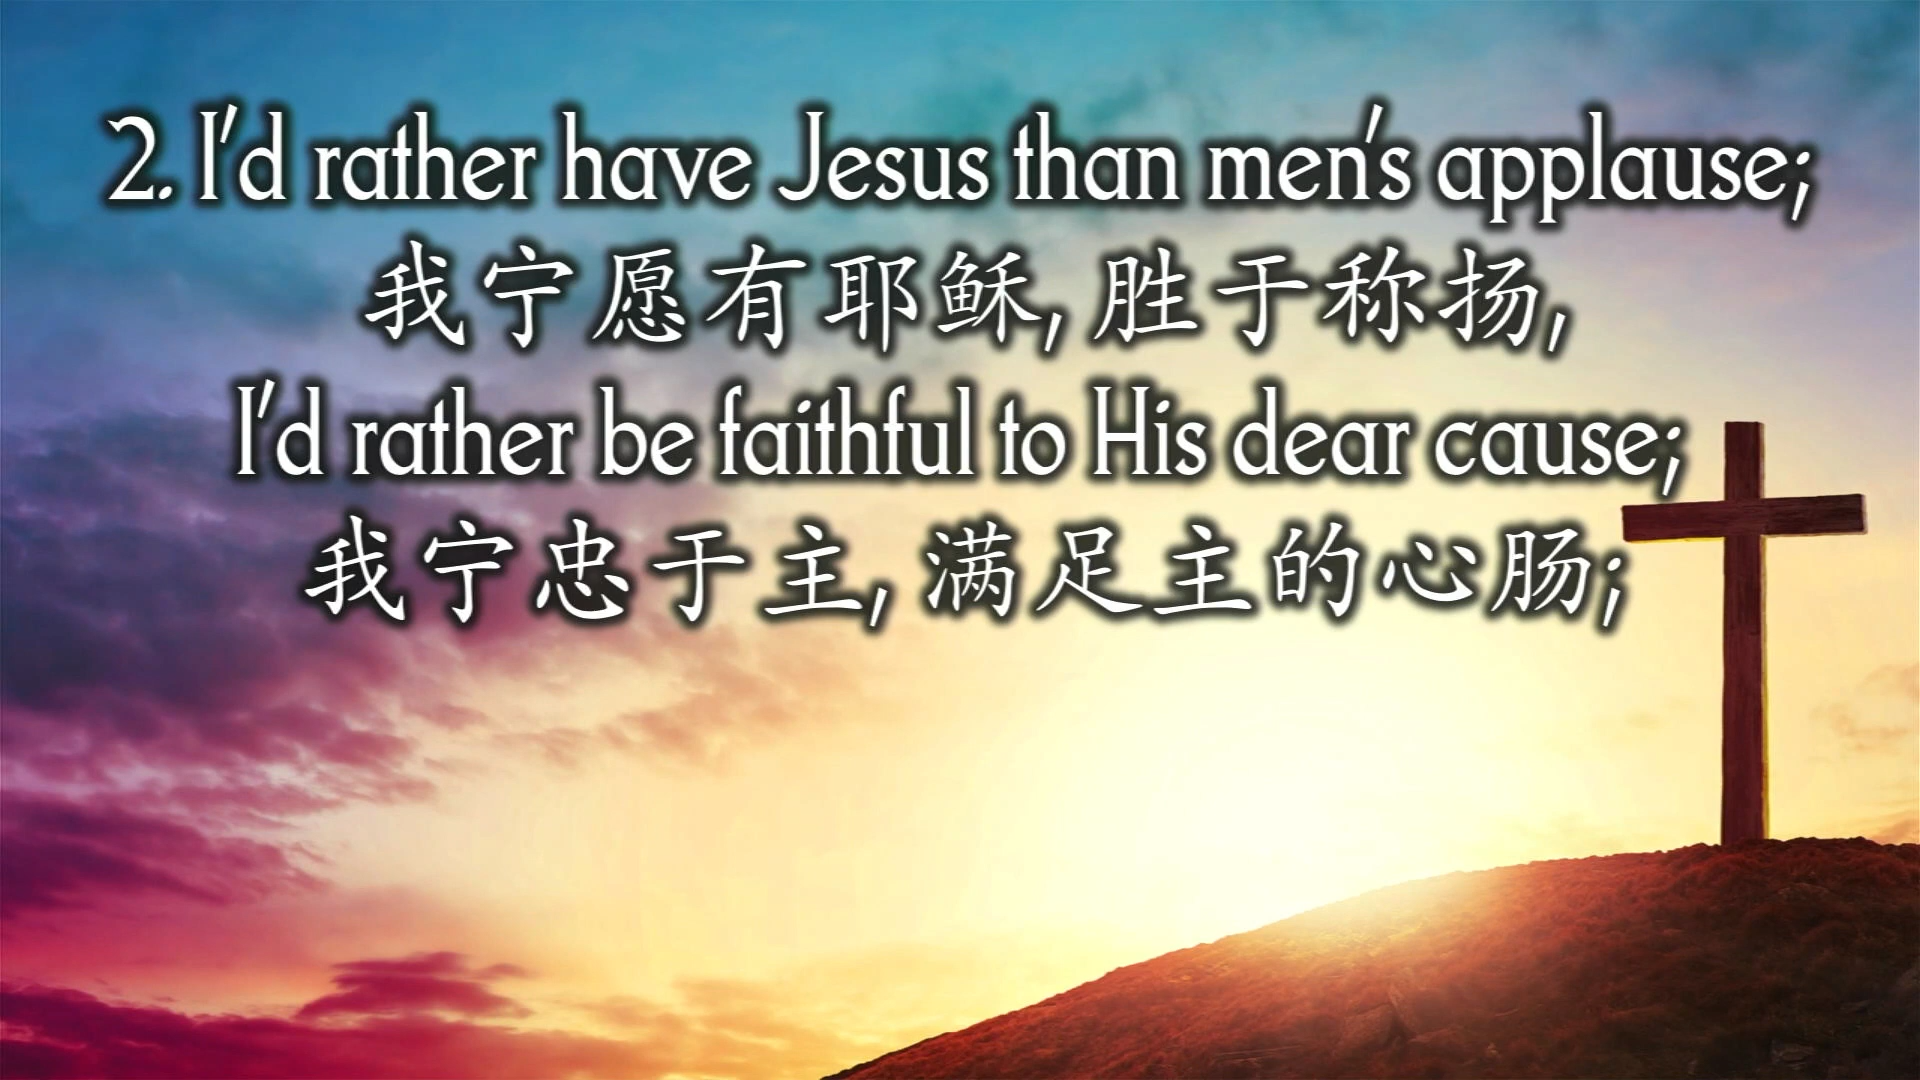 2. I'd rather have Jesus than men's applause;
我宁愿有耶稣, 胜于称扬,
I'd rather be faithful to His dear cause;
我宁忠于主, 满足主的心肠;